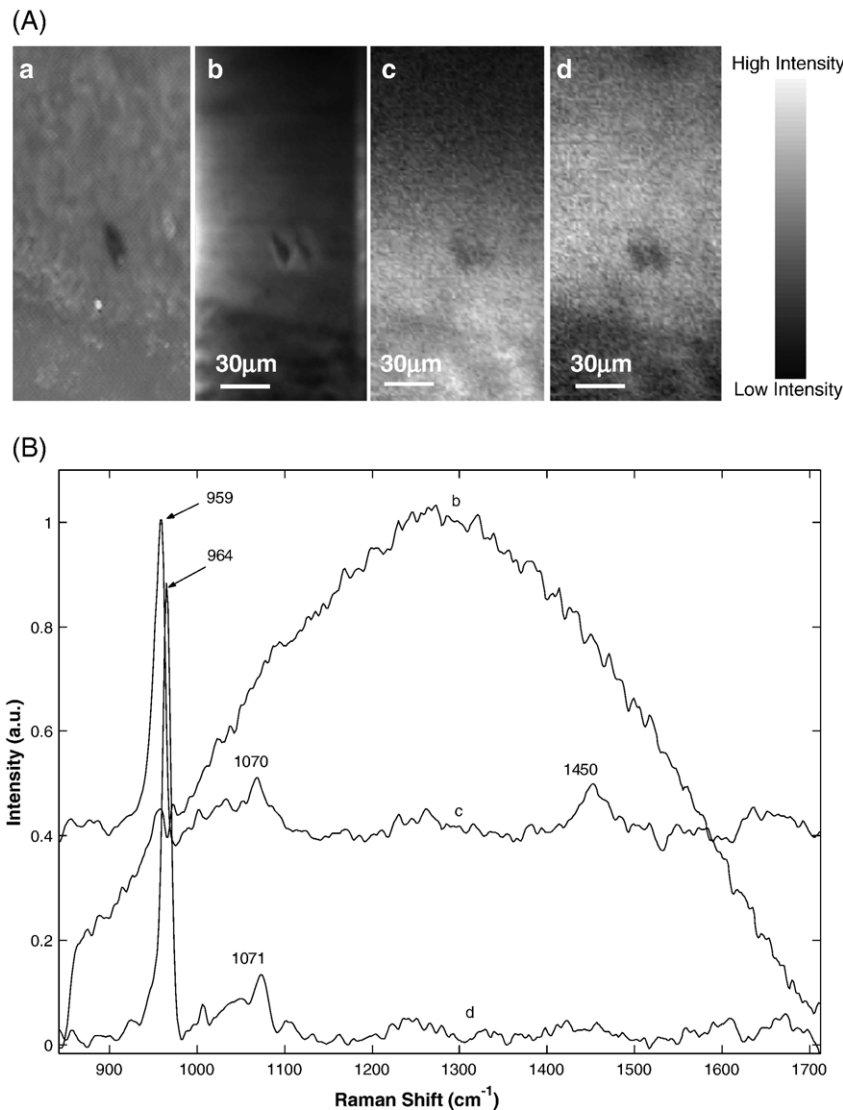 (A)
a
b
c
d
High Intensity
30μm
30μm
30μm
Low Intensity
(B)
959
964
b
1070
1450
c
1071
d
1
0.8
0.6
0.4
0.2
0
Intensity (a.u.)
900 1000 1100 1200 1300 1400 1500 1600 1700
Raman Shift (cm⁻¹)